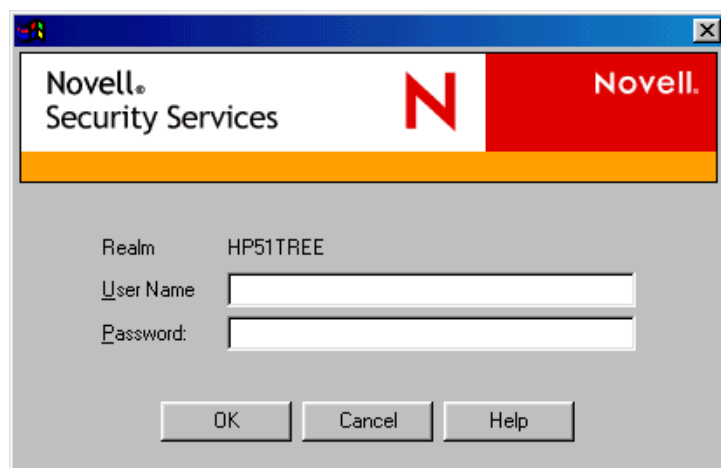 Novell®
Security Services
N
Novell.
Realm HP51TREE
User Name
Password:
OK Cancel Help